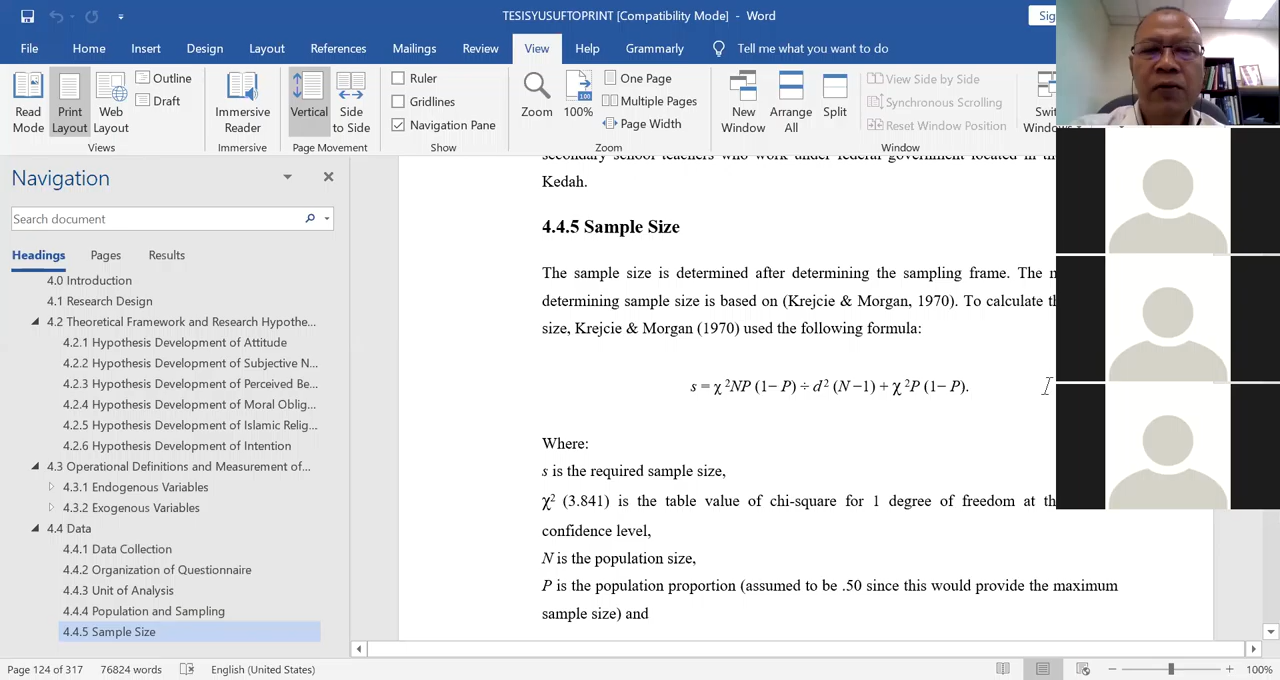 TESISYUSUFTOPRINT [Compatibility Mode] - Word
File Home Insert Design Layout References Mailings Review View Help Grammarly Tell me what you want to do
Read Mode
Print Layout
Web Layout
Outline
Draft
Views
Immersive Reader
Immersive
Vertical
Side to Side
Page Movement
Ruler
Gridlines
Navigation Pane
Show
Zoom
100
100%
One Page
Multiple Pages
Page Width
Zoom
New Window
Arrange All
Split
View Side by Side
Synchronous Scrolling
Reset Window Position
Window
Navigation
Search document
Headings Pages Results
4.0 Introduction
4.1 Research Design
4.2 Theoretical Framework and Research Hypothe...
4.2.1 Hypothesis Development of Attitude
4.2.2 Hypothesis Development of Subjective N...
4.2.3 Hypothesis Development of Perceived Be...
4.2.4 Hypothesis Development of Moral Oblig...
4.2.5 Hypothesis Development of Islamic Relig...
4.2.6 Hypothesis Development of Intention
4.3 Operational Definitions and Measurement of...
4.3.1 Endogenous Variables
4.3.2 Exogenous Variables
4.4 Data
4.4.1 Data Collection
4.4.2 Organization of Questionnaire
4.4.3 Unit of Analysis
4.4.4 Population and Sampling
4.4.5 Sample Size
secondary school teachers who work under federal government located in
Kedah.
4.4.5 Sample Size
The sample size is determined after determining the sampling frame. The
determining sample size is based on (Krejcie & Morgan, 1970). To calculate
size, Krejcie & Morgan (1970) used the following formula:
s = χ ²NP (1− P) ÷ d² (N −1) + χ ²P (1− P).
Where:
s is the required sample size,
χ² (3.841) is the table value of chi-square for 1 degree of freedom at
confidence level,
N is the population size,
P is the population proportion (assumed to be .50 since this would provide the maximum
sample size) and
Page 124 of 317 76824 words English (United States) 100%